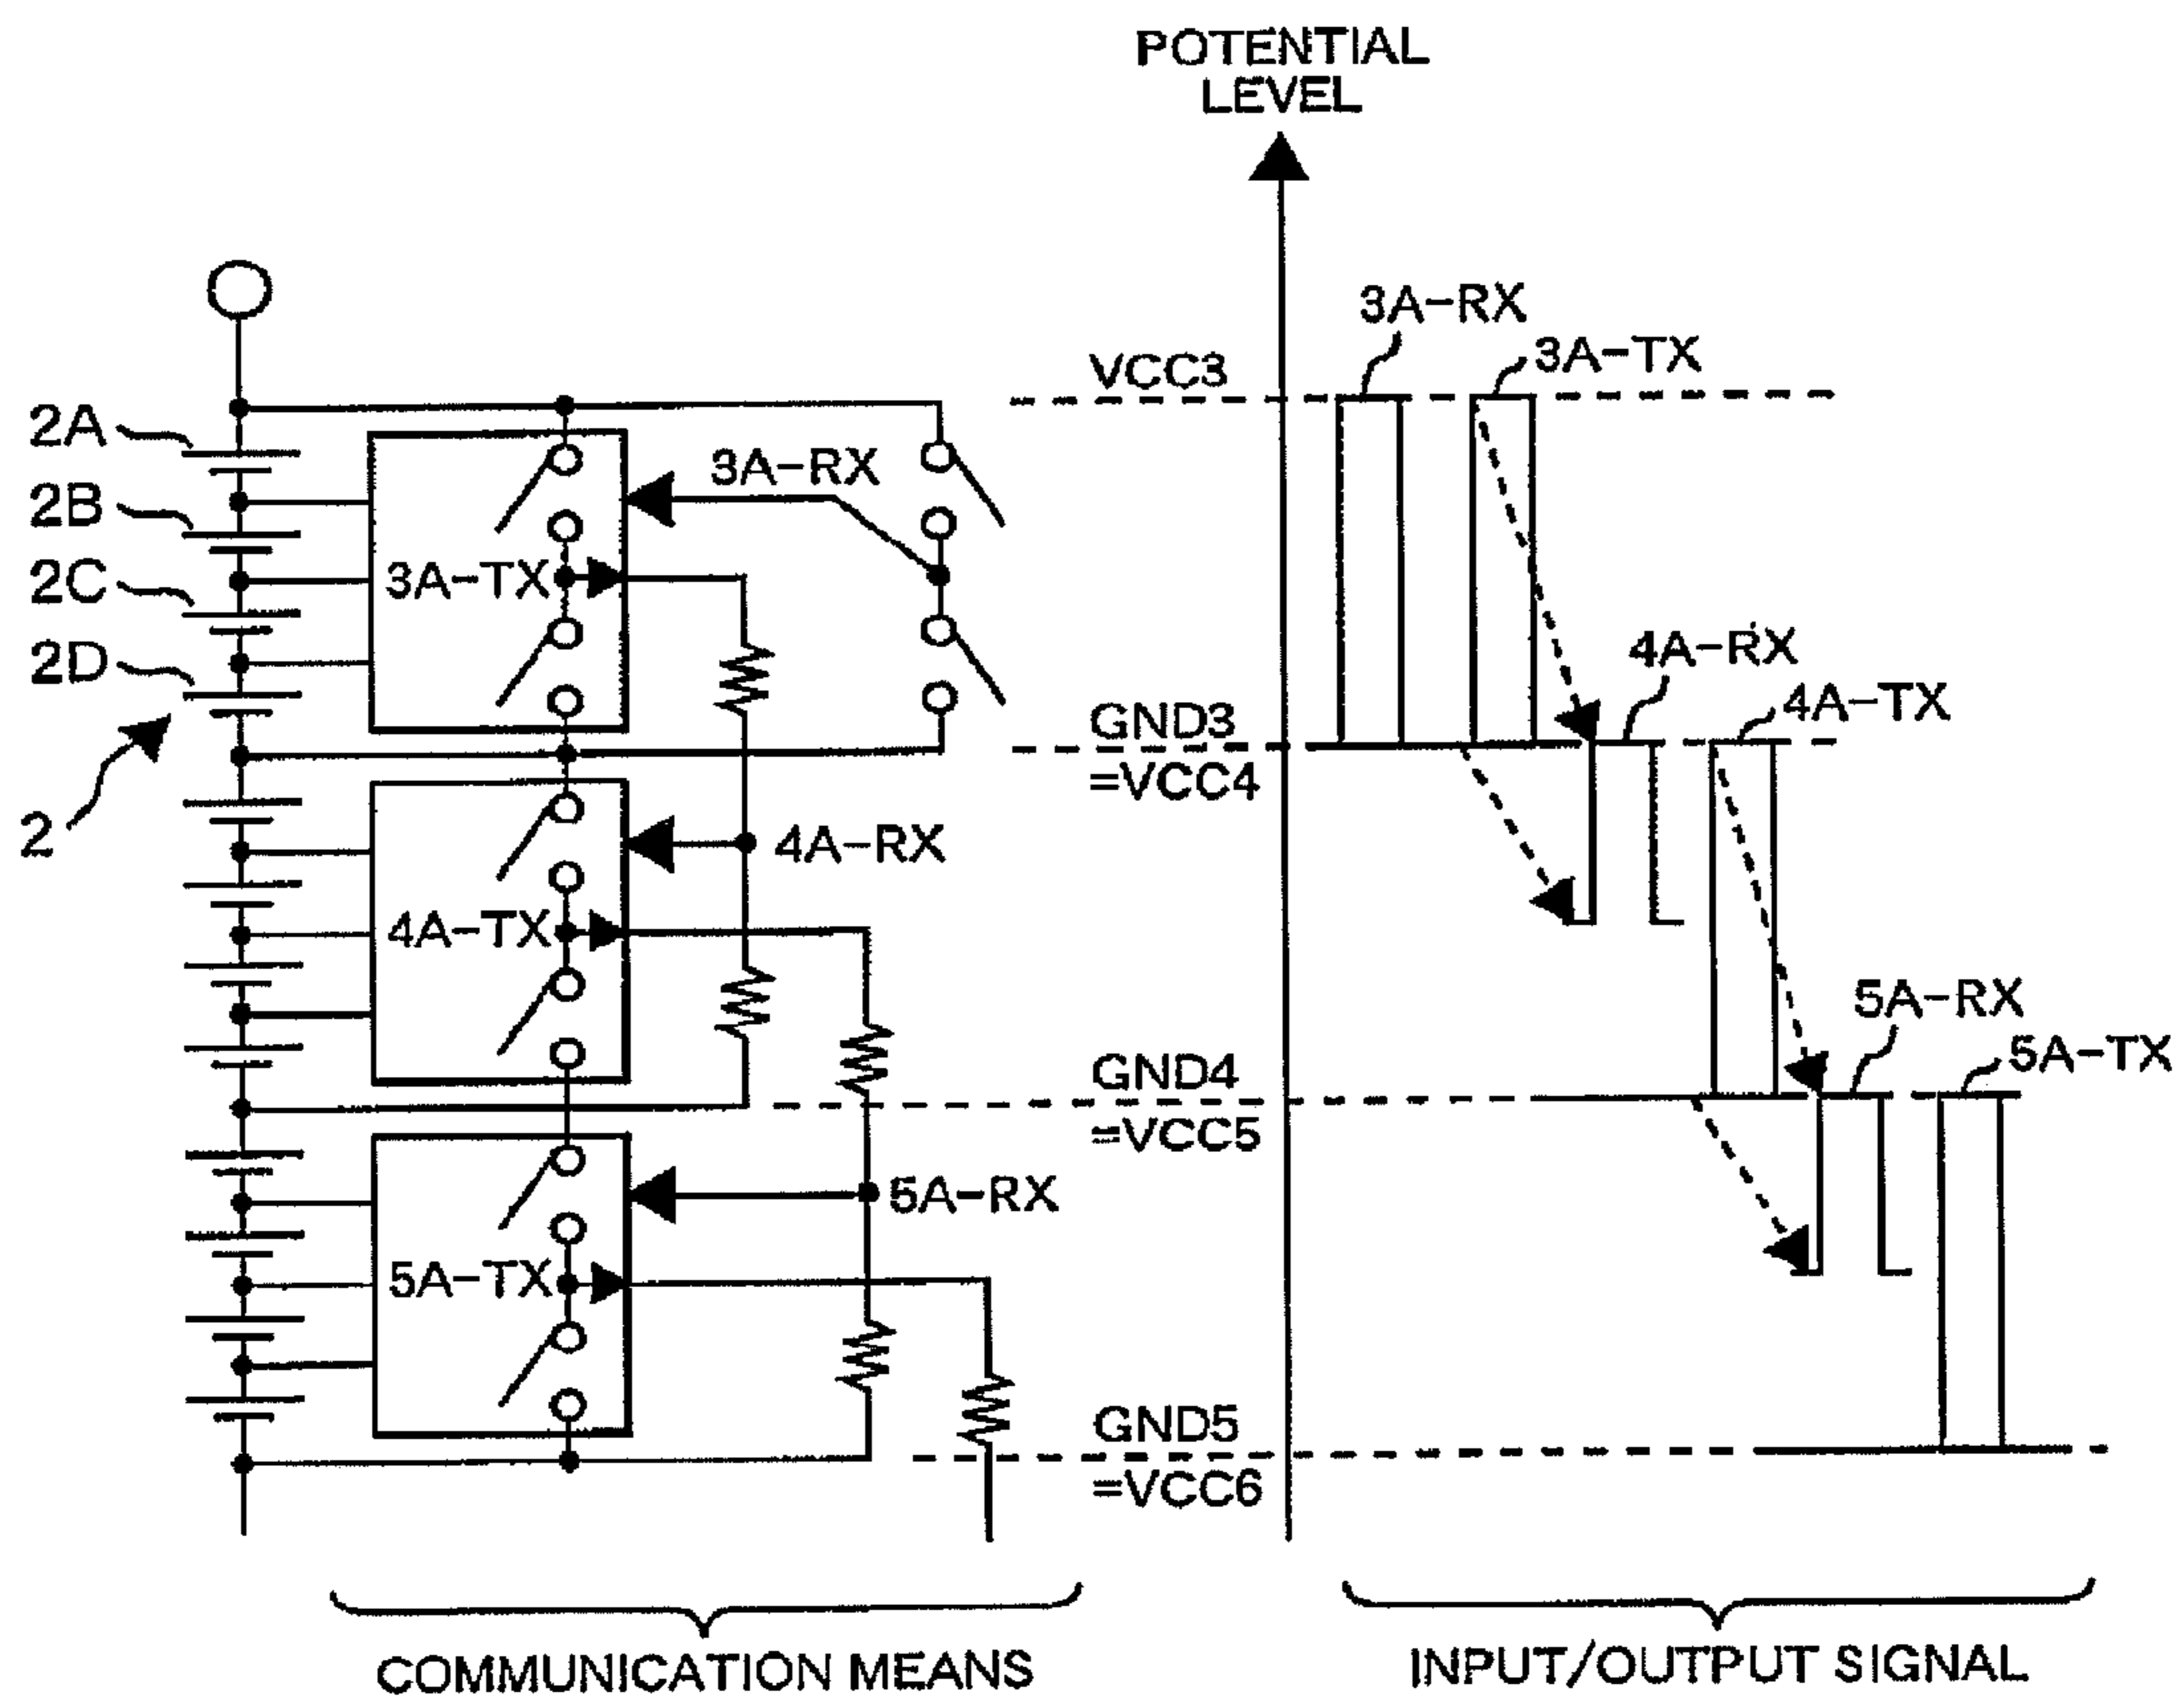 POTENTIAL
LEVEL
3A-RX
3A-TX
VCC3
2A
3A-RX
2B
2C
3A-TX
4A-RX
2D
4A-TX
GND3
=VCC4
2
4A-RX
4A-TX
5A-RX
5A-TX
GND4
=VCC5
5A-RX
5A-TX
GND5
=VCC6
COMMUNICATION MEANS
INPUT/OUTPUT SIGNAL